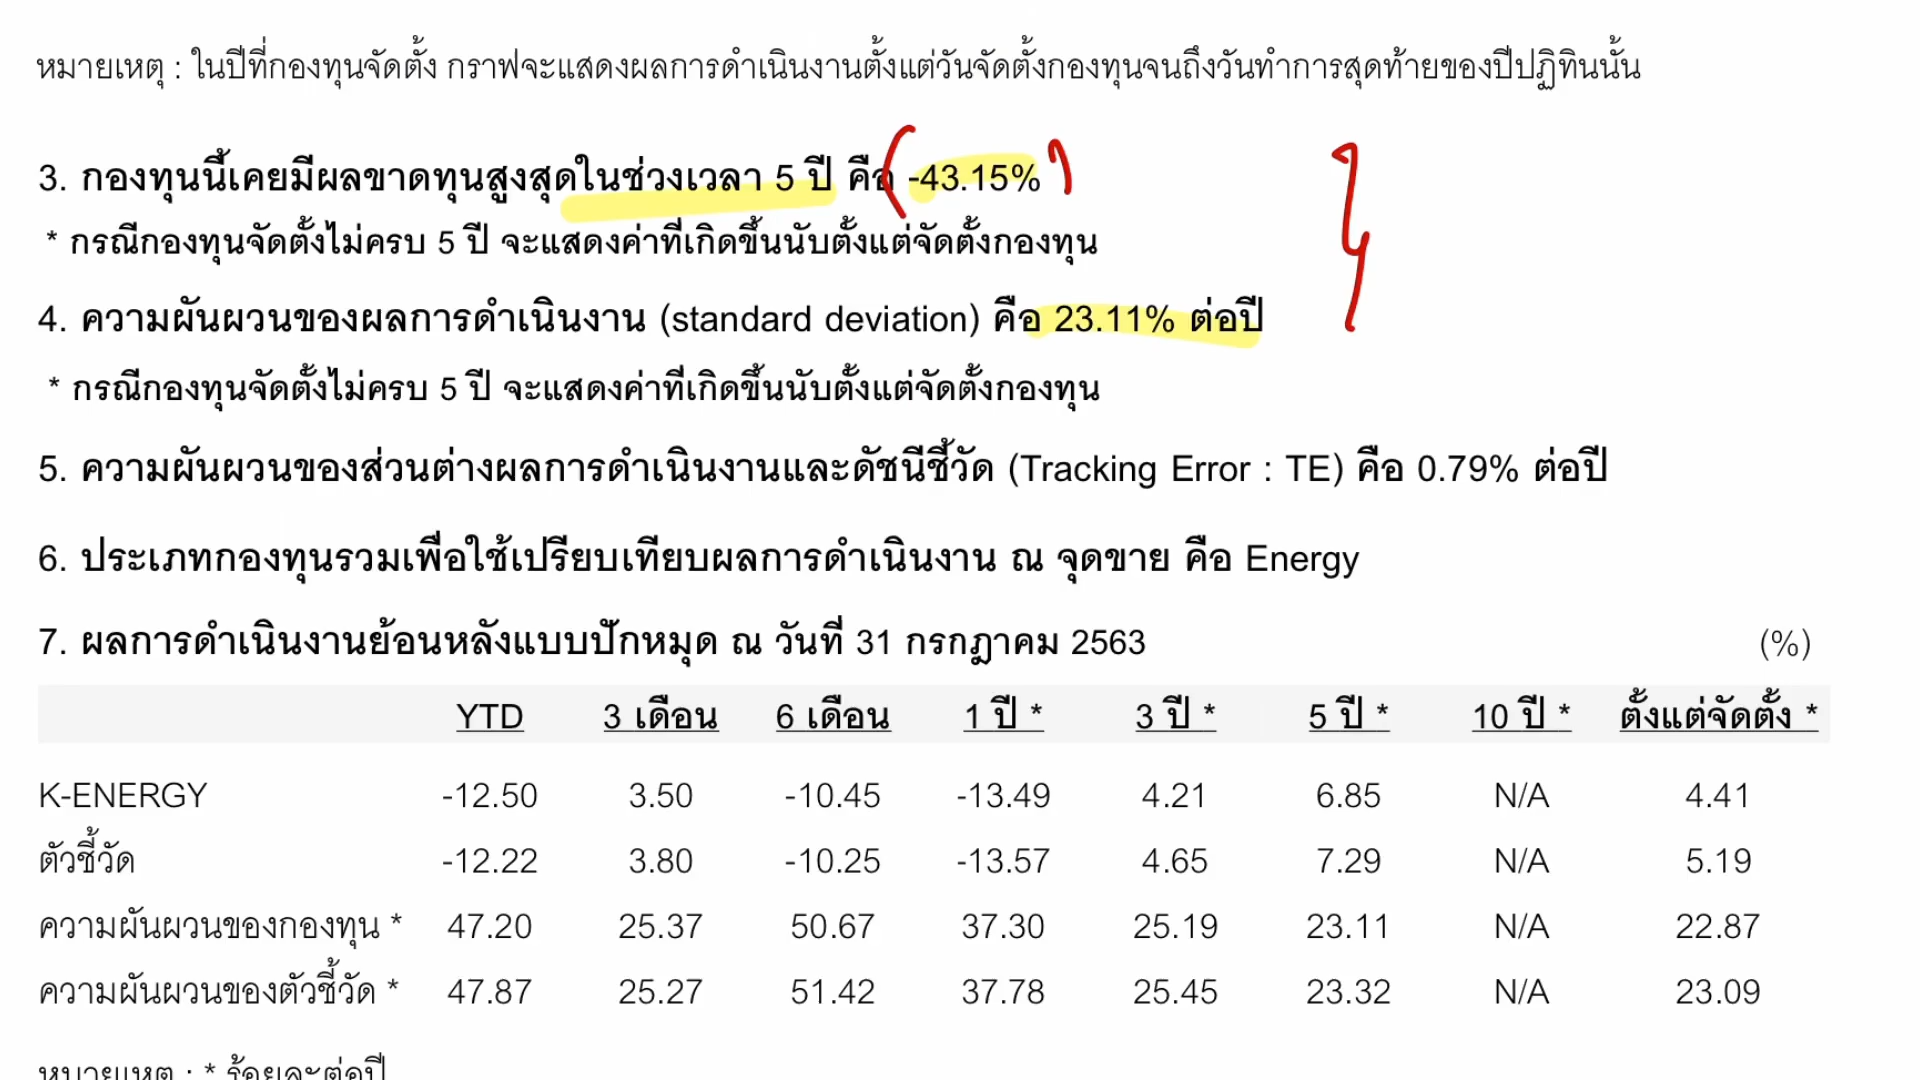 หมายเหตุ : ในปีที่กองทุนจัดตั้ง กราฟจะแสดงผลการดำเนินงานตั้งแต่วันจัดตั้งกองทุนจนถึงวันทำการสุดท้ายของปีปฏิทินนั้น
3. กองทุนนี้เคยมีผลขาดทุนสูงสุดในช่วงเวลา 5 ปี คือ -43.15%
* กรณีกองทุนจัดตั้งไม่ครบ 5 ปี จะแสดงค่าที่เกิดขึ้นนับตั้งแต่จัดตั้งกองทุน
4. ความผันผวนของผลการดำเนินงาน (standard deviation) คือ 23.11% ต่อปี
* กรณีกองทุนจัดตั้งไม่ครบ 5 ปี จะแสดงค่าที่เกิดขึ้นนับตั้งแต่จัดตั้งกองทุน
5. ความผันผวนของส่วนต่างผลการดำเนินงานและดัชนีชี้วัด (Tracking Error : TE) คือ 0.79% ต่อปี
6. ประเภทกองทุนรวมเพื่อใช้เปรียบเทียบผลการดำเนินงาน ณ จุดขาย คือ Energy
7. ผลการดำเนินงานย้อนหลังแบบปักหมุด ณ วันที่ 31 กรกฎาคม 2563 (%)
YTD 3 เดือน 6 เดือน 1 ปี * 3 ปี * 5 ปี * 10 ปี * ตั้งแต่จัดตั้ง *
K-ENERGY -12.50 3.50 -10.45 -13.49 4.21 6.85 N/A 4.41
ตัวชี้วัด -12.22 3.80 -10.25 -13.57 4.65 7.29 N/A 5.19
ความผันผวนของกองทุน * 47.20 25.37 50.67 37.30 25.19 23.11 N/A 22.87
ความผันผวนของตัวชี้วัด * 47.87 25.27 51.42 37.78 25.45 23.32 N/A 23.09
หมายเหตุ : * ร้อยละต่อปี